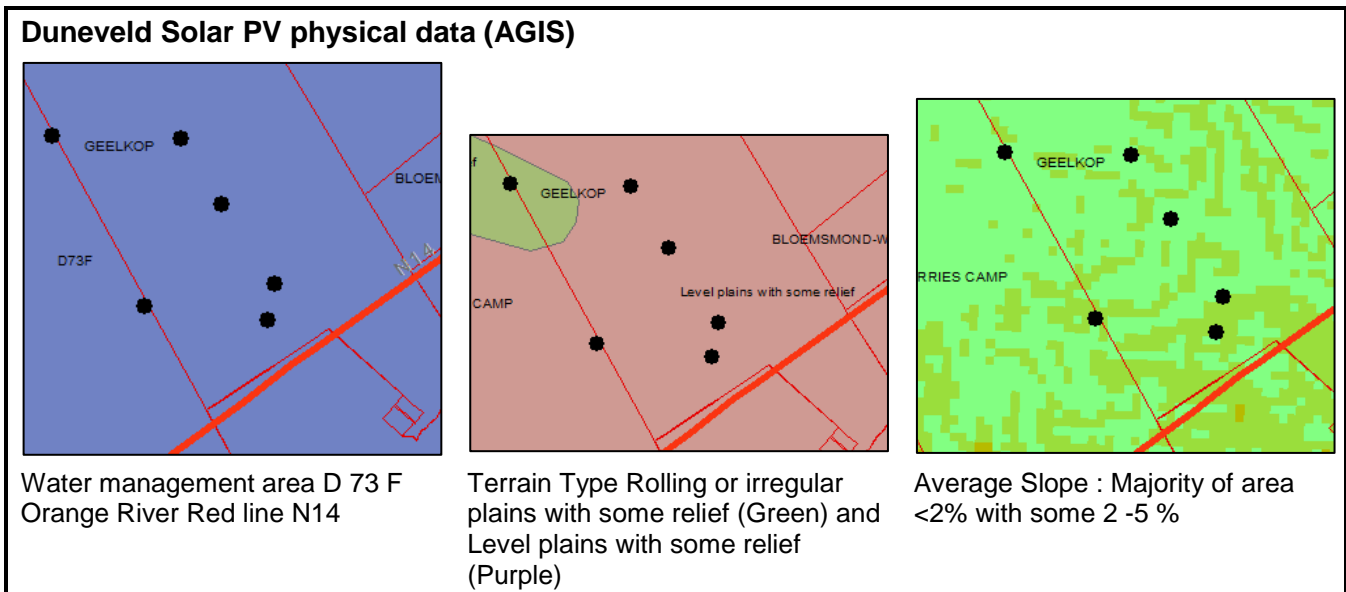 Duneveld Solar PV physical data (AGIS)
GEELKOP
D73F
N14
Water management area D 73 F
Orange River Red line N14
GEELKOP
BLOEMSMOND-W
CAMP
Level plains with some relief
Terrain Type Rolling or irregular
plains with some relief (Green) and
Level plains with some relief
(Purple)
GEELKOP
RRIES CAMP
Average Slope : Majority of area
<2% with some 2 -5 %